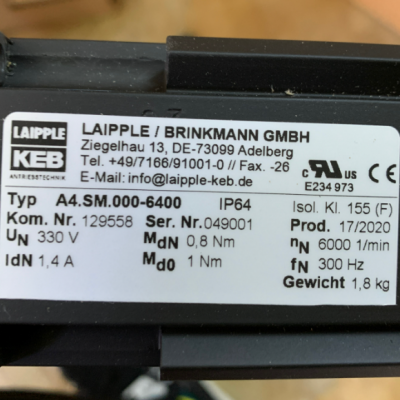 LAIPPLE
KEB
ANTRIEBSTECHNIK
LAIPPLE / BRINKMANN GMBH
Ziegelhau 13, DE-73099 Adelberg
Tel. +49/7166/91001-0 // Fax. -26
E-Mail: info@laipple-keb.de
c RU us
E234973
Typ A4.SM.000-6400 IP64 Isol. Kl. 155 (F)
Kom. Nr. 129558 Ser. Nr. 049001 Prod. 17/2020
UN 330 V MdN 0,8 Nm nN 6000 1/min
IdN 1,4 A Md0 1 Nm fN 300 Hz
Gewicht 1,8 kg